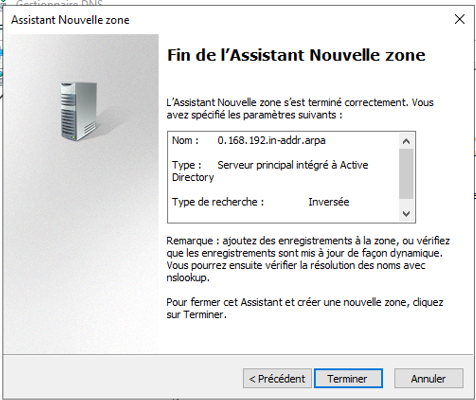 Gestionnaire DNS
Assistant Nouvelle zone
Fin de l'Assistant Nouvelle zone
L'Assistant Nouvelle zone s'est terminé correctement. Vous
avez spécifié les paramètres suivants :
Nom : 0.168.192.in-addr.arpa
Type : Serveur principal intégré à Active
Directory
Type de recherche : Inversée
Remarque : ajoutez des enregistrements à la zone, ou vérifiez
que les enregistrements sont mis à jour de façon dynamique.
Vous pourrez ensuite vérifier la résolution des noms avec
nslookup.
Pour fermer cet Assistant et créer une nouvelle zone, cliquez
sur Terminer.
< Précédent Terminer Annuler